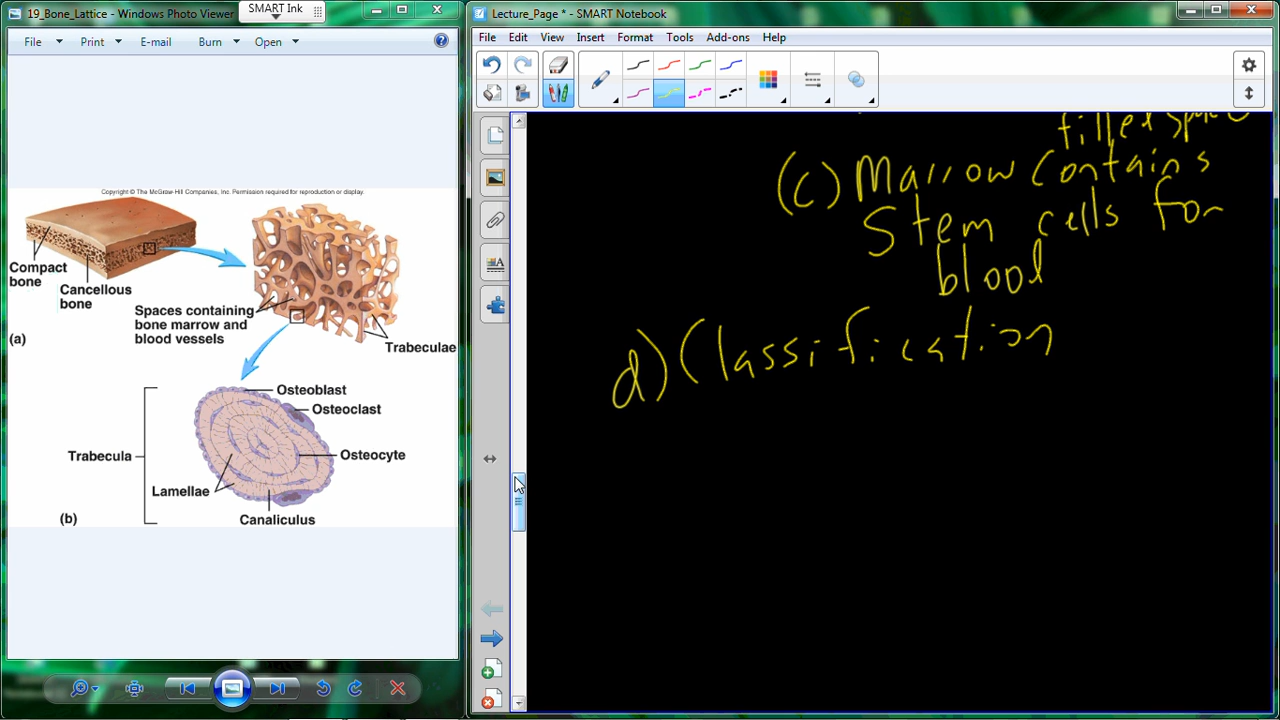 19_Bone_Lattice - Windows Photo Viewer
SMART Ink
File Print E-mail Burn Open
Copyright © The McGraw-Hill Companies, Inc. Permission required for reproduction or display.
Compact
bone
Cancellous
bone
Spaces containing
bone marrow and
blood vessels
(a)
Trabeculae
Osteoblast
Osteoclast
Trabecula
Osteocyte
Lamellae
(b)
Canaliculus
Lecture_Page * - SMART Notebook
File Edit View Insert Format Tools Add-ons Help
filled space
(c) Marrow contains
Stem cells for
blood
d) Classification